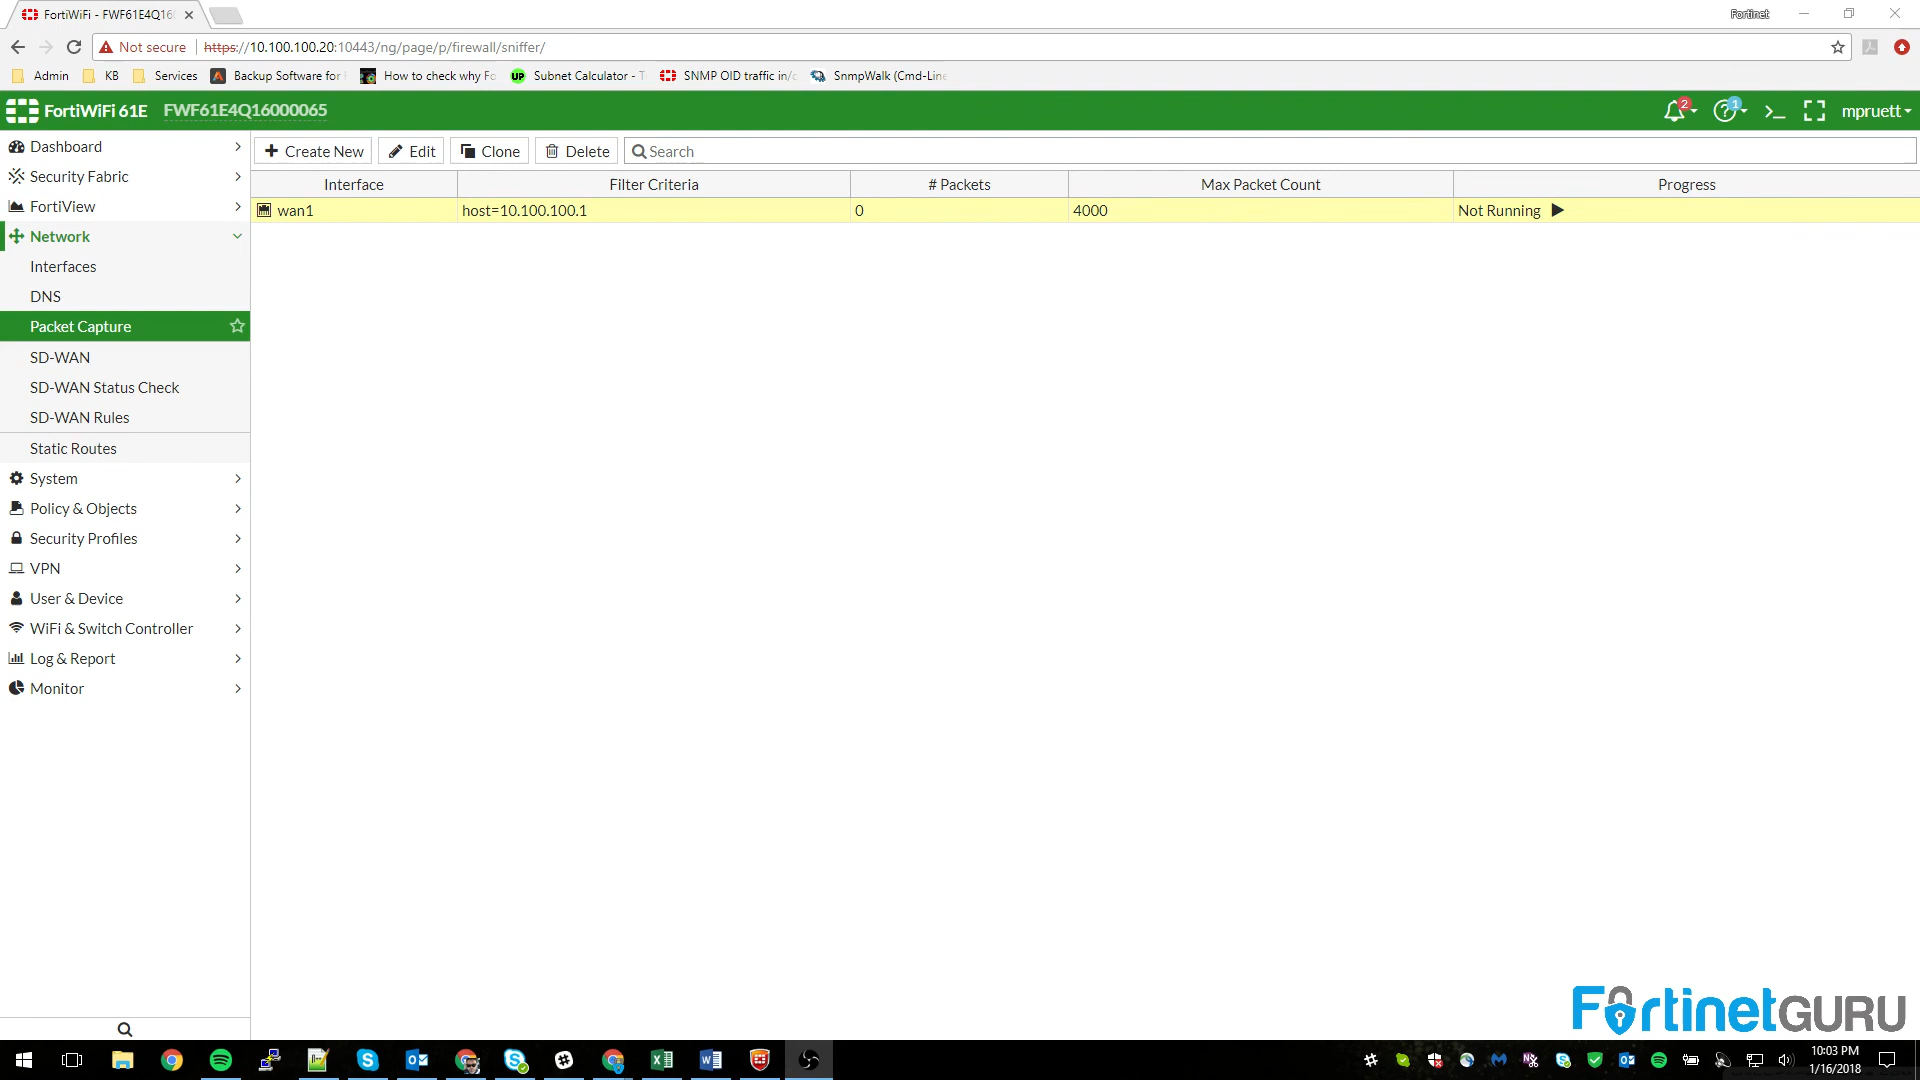 FortiWiFi - FWF61E4Q16
Fortinet
Not secure
https://10.100.100.20:10443/ng/page/p/firewall/sniffer/
Admin KB Services Backup Software for How to check why Fo Subnet Calculator - T SNMP OID traffic in/o SnmpWalk (Cmd-Line
FortiWiFi 61E FWF61E4Q16000065 2 1 mpruett
Dashboard
Security Fabric
FortiView
Network
Interfaces
DNS
Packet Capture
SD-WAN
SD-WAN Status Check
SD-WAN Rules
Static Routes
System
Policy & Objects
Security Profiles
VPN
User & Device
WiFi & Switch Controller
Log & Report
Monitor
Create New Edit Clone Delete Search
Interface Filter Criteria # Packets Max Packet Count Progress
wan1 host=10.100.100.1 0 4000 Not Running
FortinetGURU
10:03 PM
1/16/2018